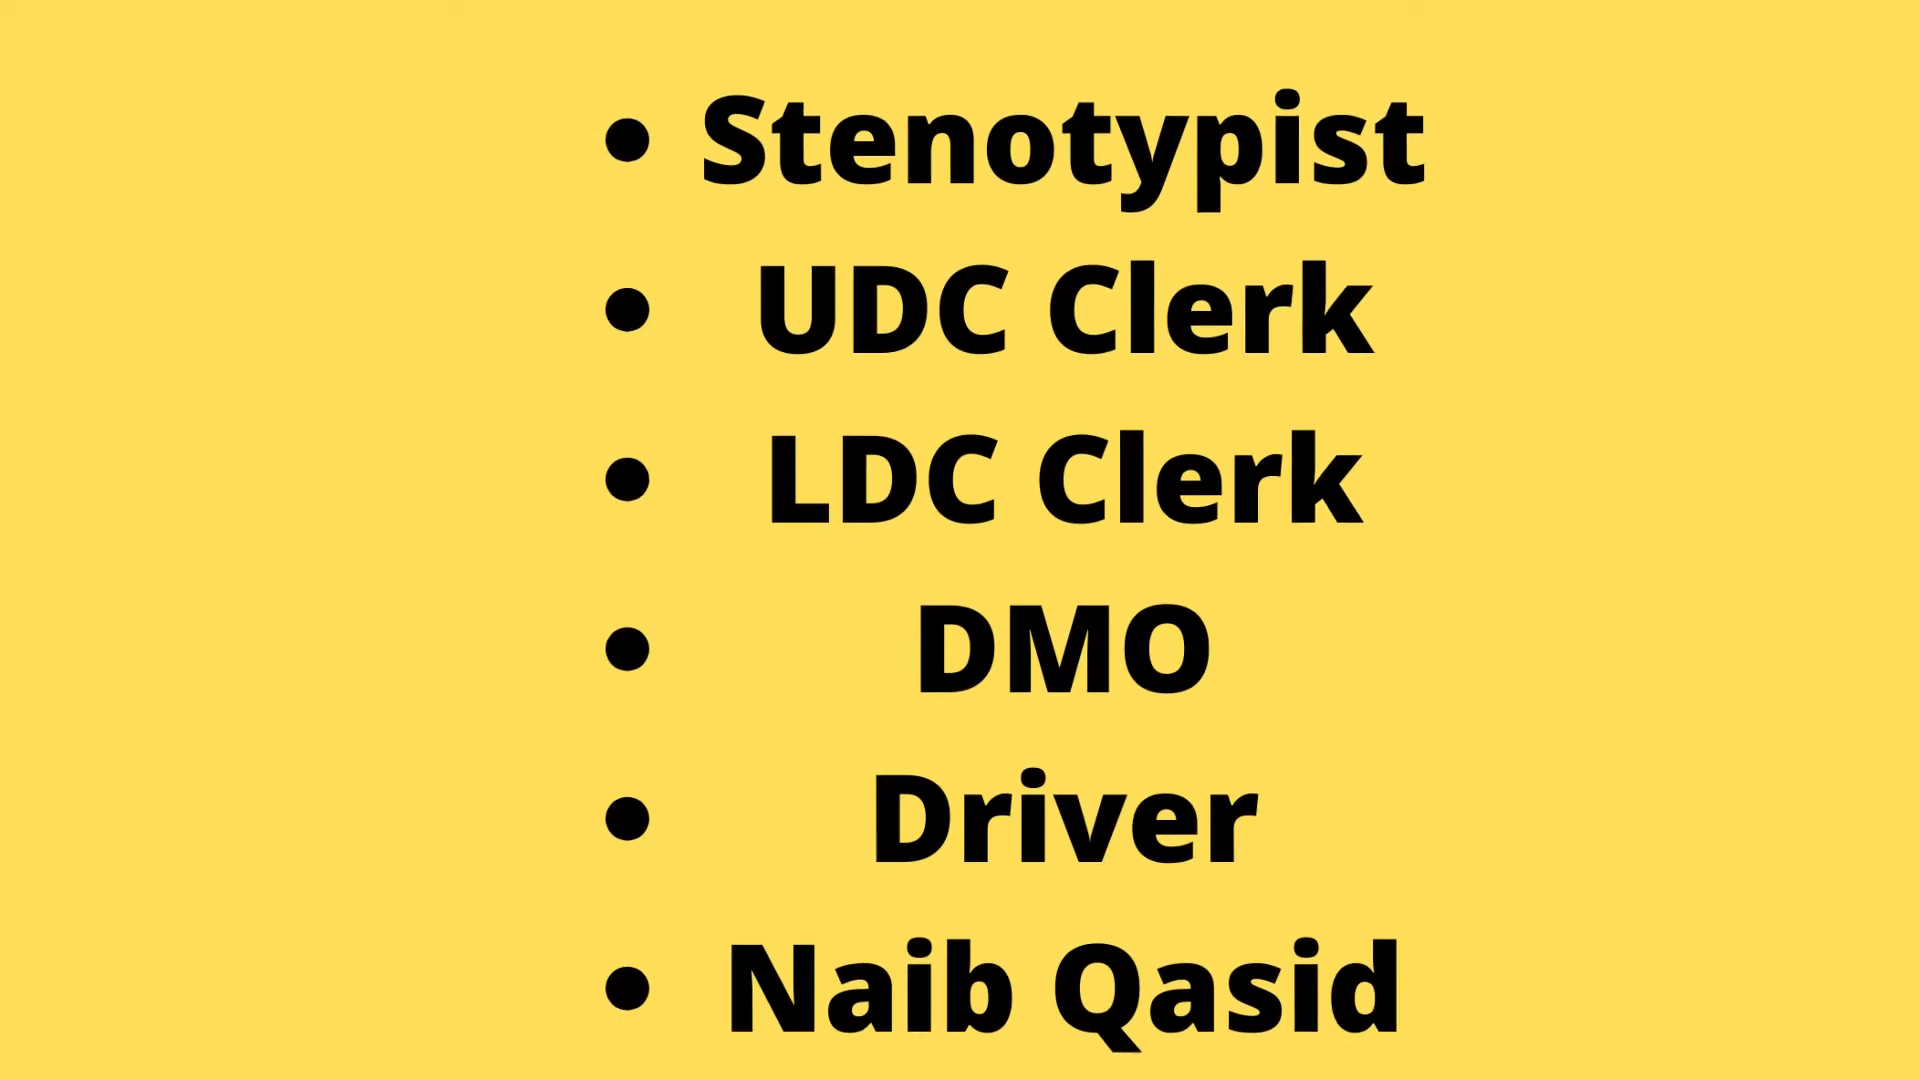 • Stenotypist
• UDC Clerk
• LDC Clerk
• DMO
• Driver
• Naib Qasid